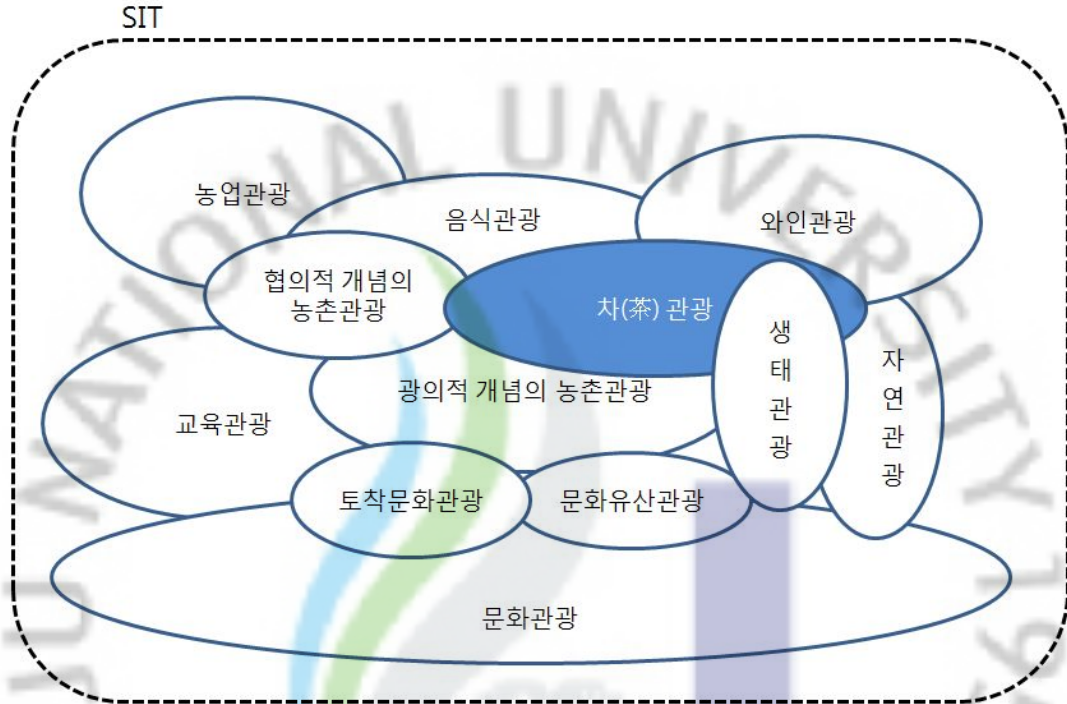 SIT
농업관광
음식관광
와인관광
협의적 개념의
농촌관광
차(茶) 관광
생
태
관
광
자
연
관
광
광의적 개념의 농촌관광
교육관광
토착문화관광
문화유산관광
문화관광
NATIONAL UNIVERSITY